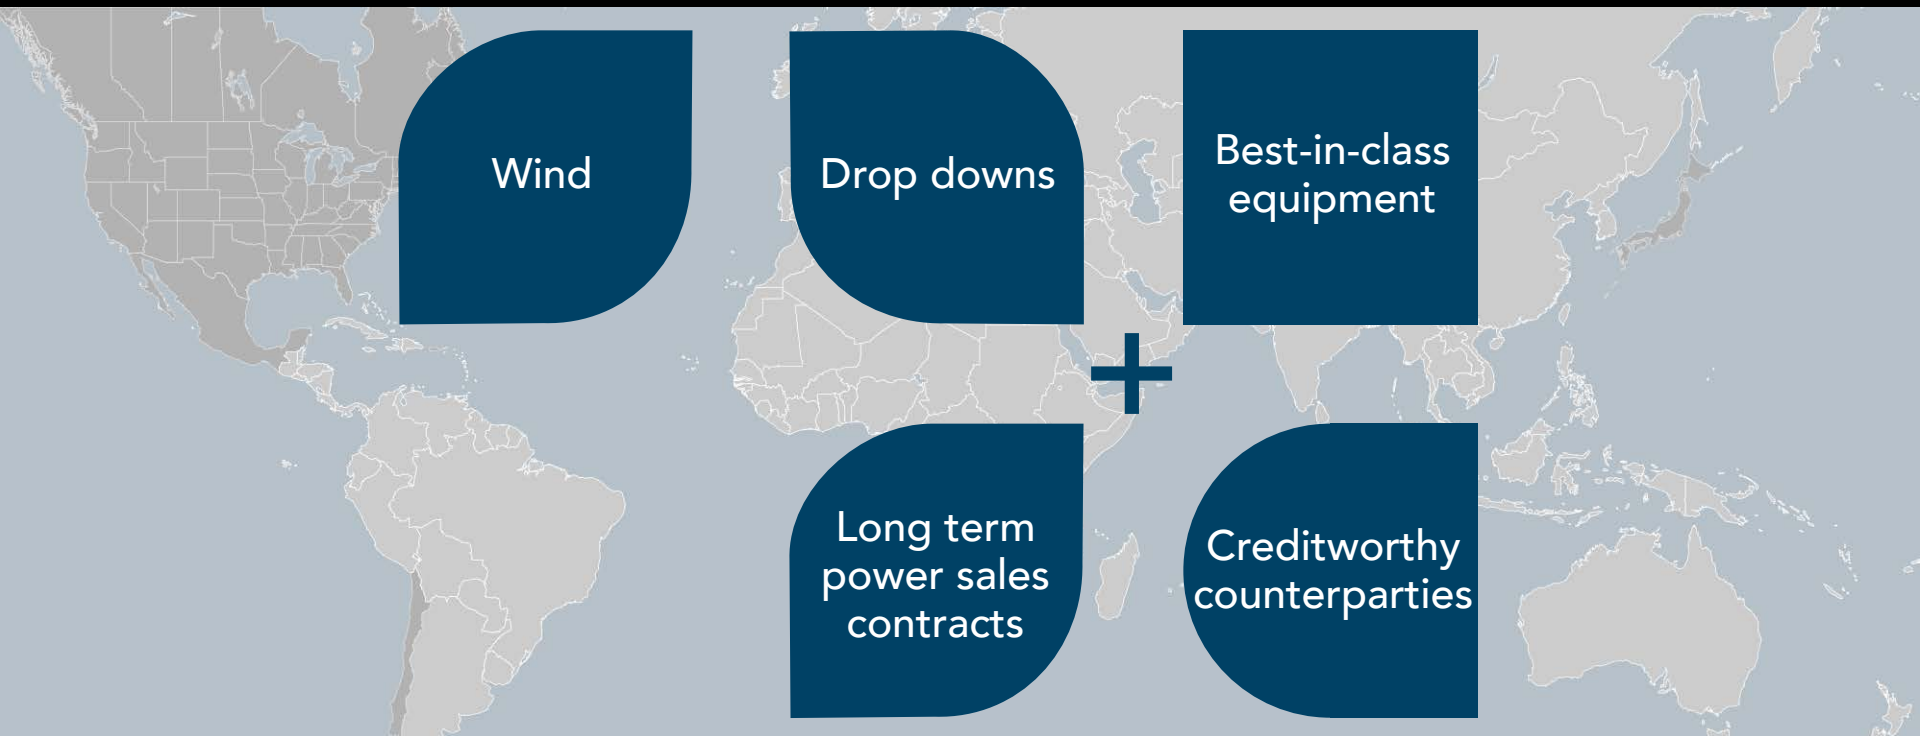 Wind
Drop downs
Best-in-class
equipment
+
Long term
power sales
contracts
Creditworthy
counterparties